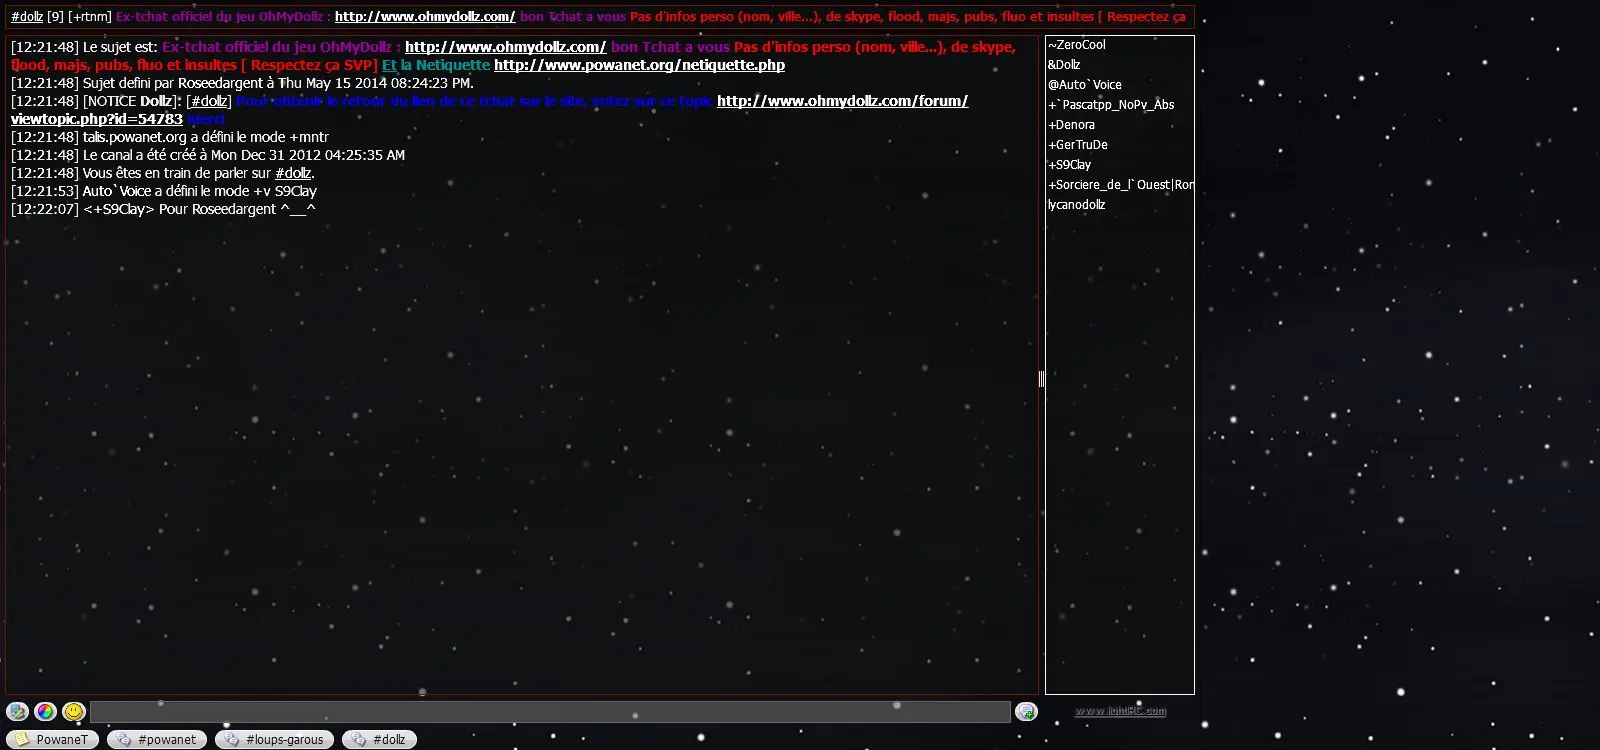 #dollz [9] [+rtnm] Ex-tchat officiel du jeu OhMyDollz : http://www.ohmydollz.com/ bon Tchat a vous Pas d'infos perso (nom, ville...), de skype, flood, majs, pubs, fluo et insultes [ Respectez ça
[12:21:48] Le sujet est: Ex-tchat officiel du jeu OhMyDollz : http://www.ohmydollz.com/ bon Tchat a vous Pas d'infos perso (nom, ville...), de skype,
flood, majs, pubs, fluo et insultes [ Respectez ça SVP] Et la Netiquette http://www.powanet.org/netiquette.php
[12:21:48] Sujet defini par Roseedargent à Thu May 15 2014 08:24:23 PM.
[12:21:48] [NOTICE Dollz]: [#dollz] Pour obtenir le retour du lien de ce tchat sur le site, votez sur ce topic http://www.ohmydollz.com/forum/
viewtopic.php?id=54783 merci
[12:21:48] talis.powanet.org a défini le mode +mntr
[12:21:48] Le canal a été créé à Mon Dec 31 2012 04:25:35 AM
[12:21:48] Vous êtes en train de parler sur #dollz.
[12:21:53] Auto`Voice a défini le mode +v S9Clay
[12:22:07] <+S9Clay> Pour Roseedargent ^__^
~ZeroCool
&Dollz
@Auto`Voice
+`Pascatpp_NoPv_Abs
+Denora
+GerTruDe
+S9Clay
+Sorciere_de_l`Ouest|Ron
lycanodollz
www.lightIRC.com
PowaneT
#powanet
#loups-garous
#dollz